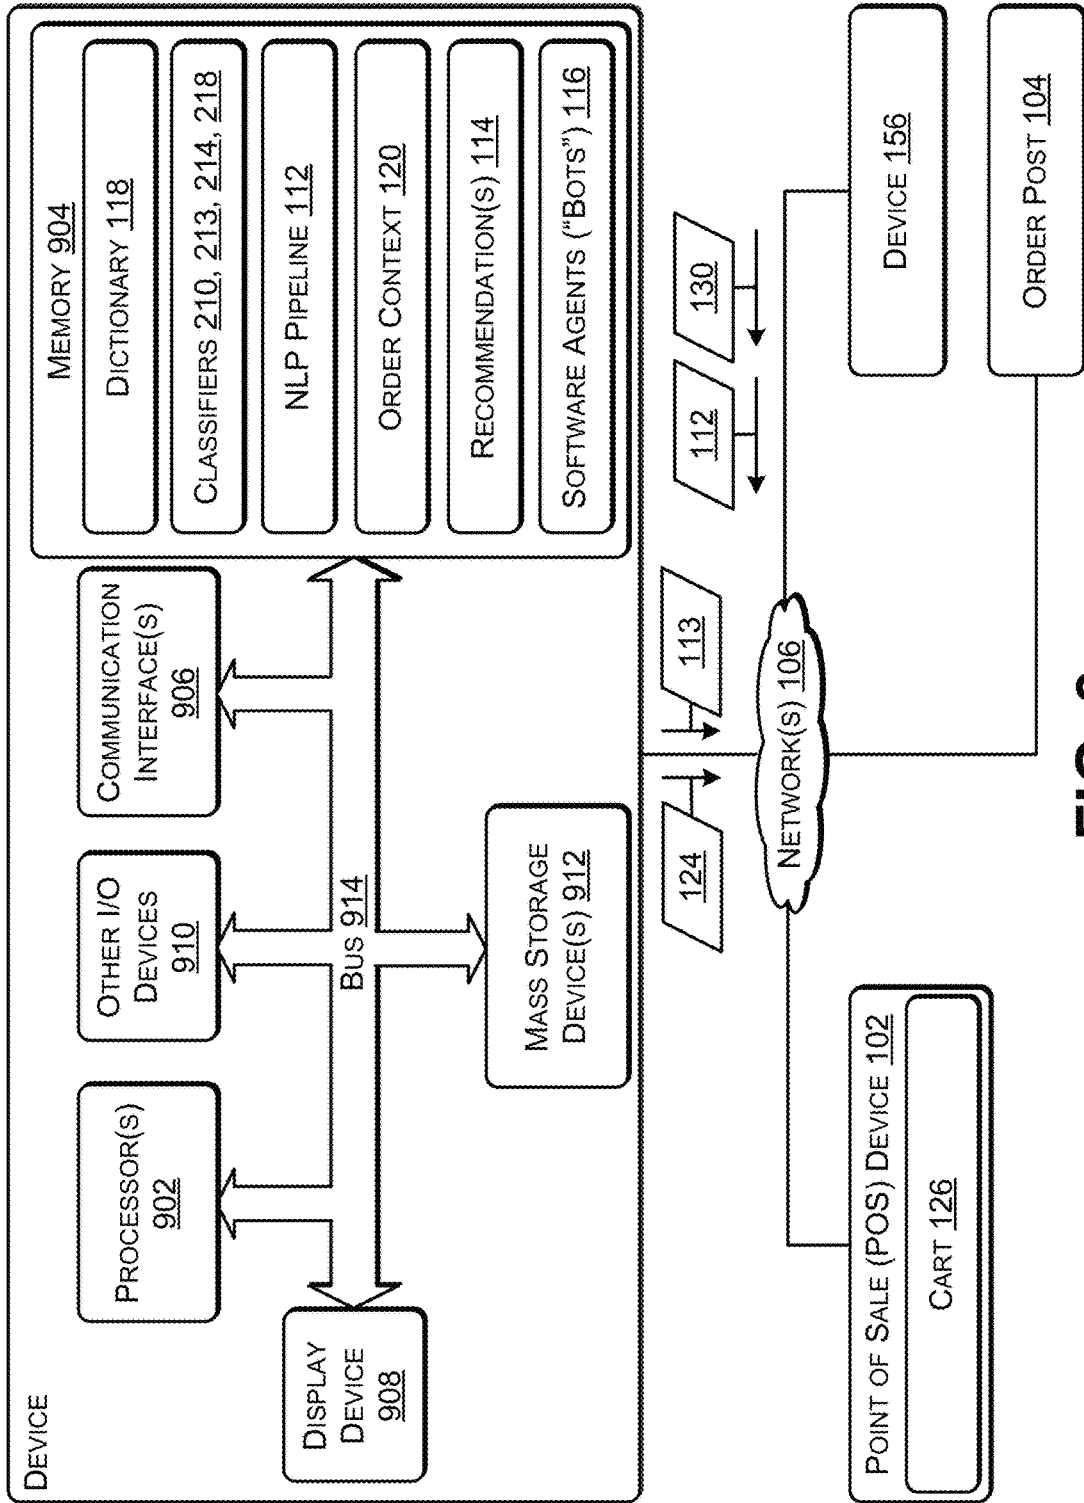 DEVICE
PROCESSOR(S)
902
OTHER I/O
DEVICES
910
COMMUNICATION
INTERFACE(S)
906
DISPLAY
DEVICE
908
BUS 914
MASS STORAGE
DEVICE(S) 912
MEMORY 904
DICTIONARY 118
CLASSIFIERS 210, 213, 214, 218
NLP PIPELINE 112
ORDER CONTEXT 120
RECOMMENDATION(S) 114
SOFTWARE AGENTS ("BOTS") 116
124
113
112
130
NETWORK(S) 106
POINT OF SALE (POS) DEVICE 102
CART 126
DEVICE 156
ORDER POST 104